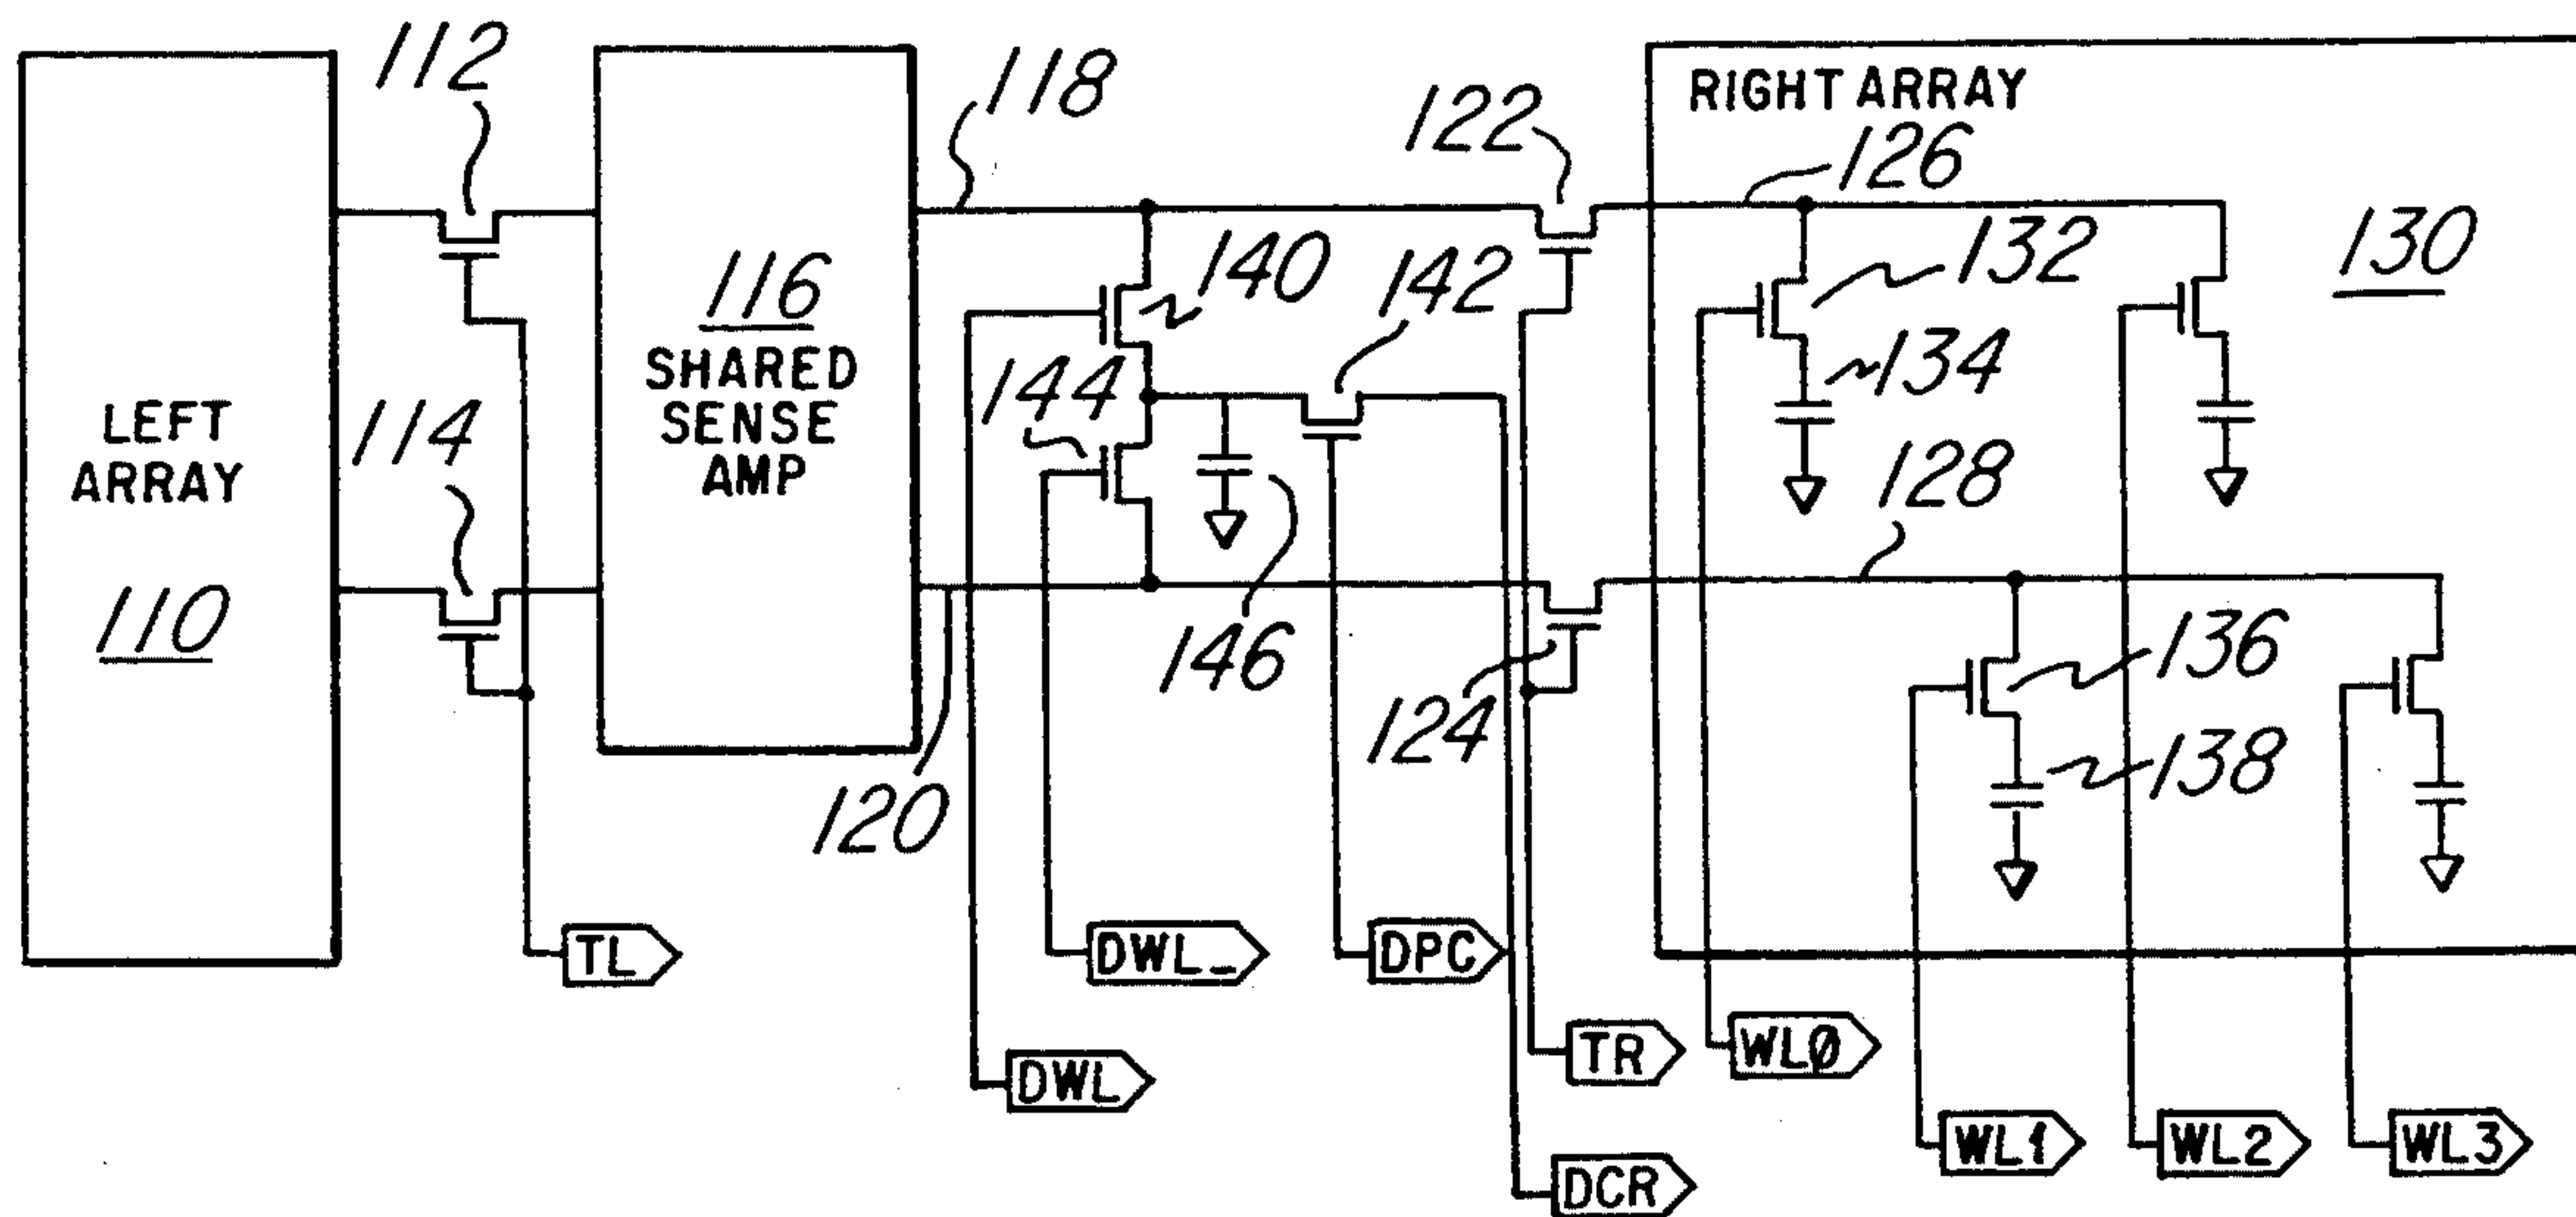 112
118
122
RIGHT ARRAY
126
130
140
142
132
116
SHARED
SENSE
AMP
144
134
LEFT
ARRAY
114
128
110
146
136
124
138
120
TL
DWL_
DPC
TR
WLØ
DWL
WL1
WL2
WL3
DCR